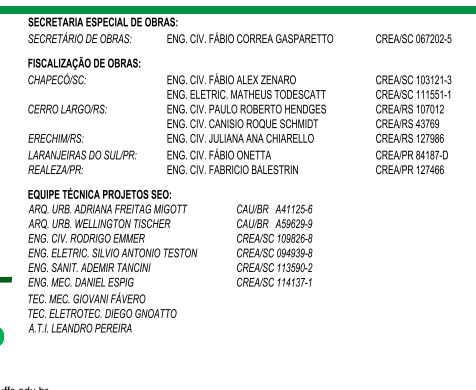 SECRETARIA ESPECIAL DE OBRAS:
SECRETÁRIO DE OBRAS: ENG. CIV. FÁBIO CORREA GASPARETTO CREA/SC 067202-5
FISCALIZAÇÃO DE OBRAS:
CHAPECÓ/SC: ENG. CIV. FÁBIO ALEX ZENARO CREA/SC 103121-3
ENG. ELETRIC. MATHEUS TODESCATT CREA/SC 111551-1
CERRO LARGO/RS: ENG. CIV. PAULO ROBERTO HENDGES CREA/RS 107012
ENG. CIV. CANISIO ROQUE SCHMIDT CREA/RS 43769
ERECHIM/RS: ENG. CIV. JULIANA ANA CHIARELLO CREA/RS 127986
LARANJEIRAS DO SUL/PR: ENG. CIV. FÁBIO ONETTA CREA/PR 84187-D
REALEZA/PR: ENG. CIV. FABRICIO BALESTRIN CREA/PR 127466
EQUIPE TÉCNICA PROJETOS SEO:
ARQ. URB. ADRIANA FREITAG MIGOTT CAU/BR A41125-6
ARQ. URB. WELLINGTON TISCHER CAU/BR A59629-9
ENG. CIV. RODRIGO EMMER CREA/SC 109826-8
ENG. ELETRIC. SILVIO ANTONIO TESTON CREA/SC 094939-8
ENG. SANIT. ADEMIR TANCINI CREA/SC 113590-2
ENG. MEC. DANIEL ESPIG CREA/SC 114137-1
TEC. MEC. GIOVANI FÁVERO
TEC. ELETROTEC. DIEGO GNOATTO
A.T.I. LEANDRO PEREIRA